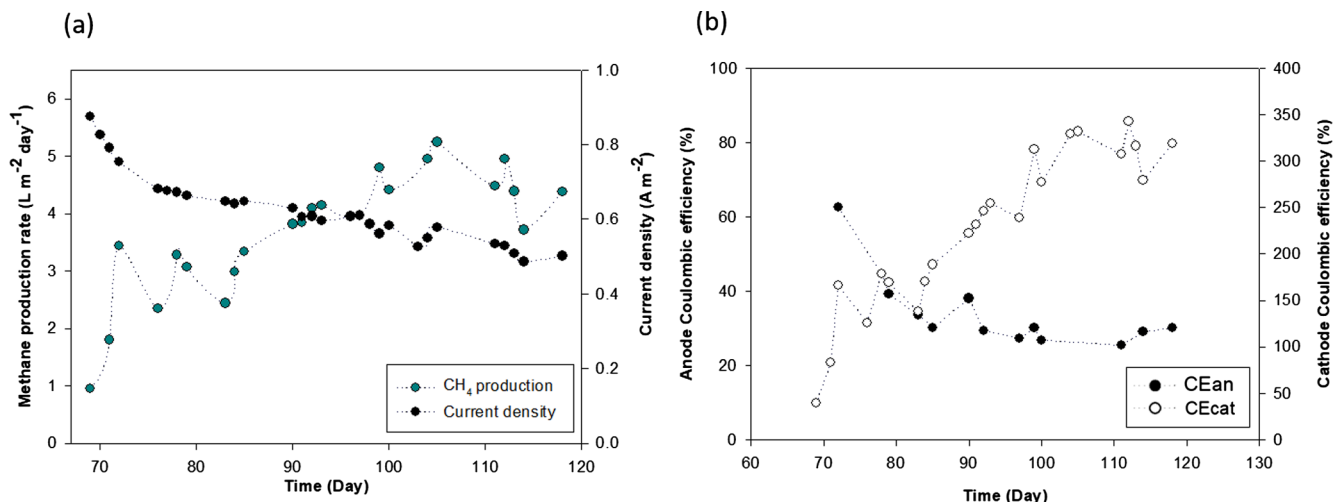 (a)
Methane production rate (L m⁻² day⁻¹)
6
5
4
3
2
1
0
1.0
0.8
0.6
0.4
0.2
0.0
Current density (A m⁻²)
CH₄ production
Current density
70 80 90 100 110 120
Time (Day)
(b)
Anode Coulombic efficiency (%)
100
80
60
40
20
0
400
350
300
250
200
150
100
50
0
Cathode Coulombic efficiency (%)
CEan
CEcat
60 70 80 90 100 110 120 130
Time (Day)